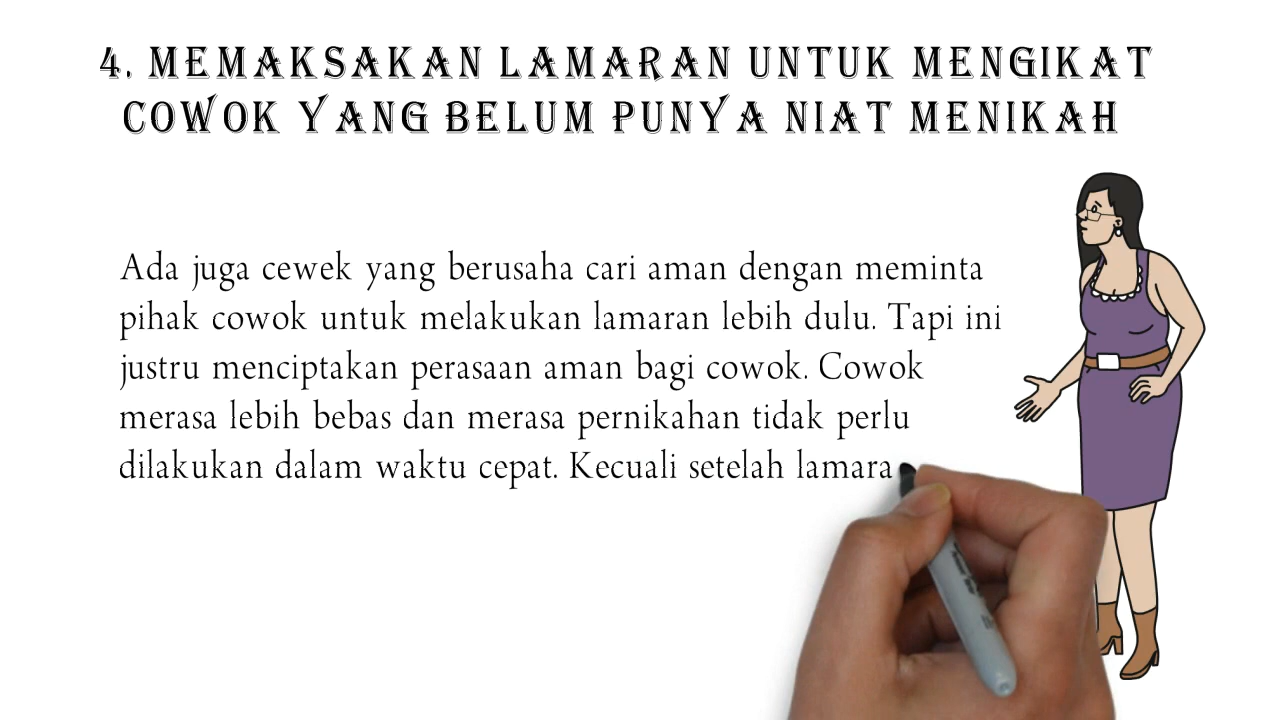 4. MEMAKSAKAN LAMARAN UNTUK MENGIKAT
COWOK YANG BELUM PUNYA NIAT MENIKAH
Ada juga cewek yang berusaha cari aman dengan meminta
pihak cowok untuk melakukan lamaran lebih dulu. Tapi ini
justru menciptakan perasaan aman bagi cowok. Cowok
merasa lebih bebas dan merasa pernikahan tidak perlu
dilakukan dalam waktu cepat. Kecuali setelah lamara